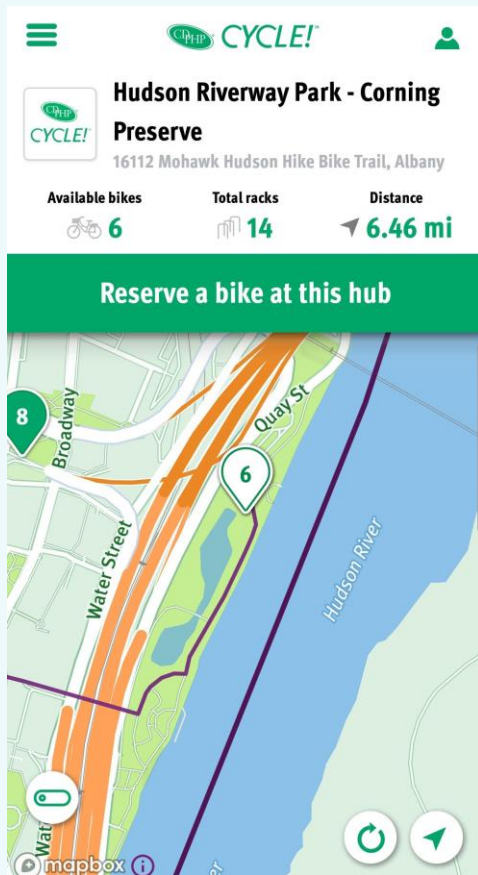 CDPHP CYCLE!
Hudson Riverway Park - Corning
Preserve
CDPHP
CYCLE!
16112 Mohawk Hudson Hike Bike Trail, Albany
Available bikes
6
Total racks
14
Distance
6.46 mi
Reserve a bike at this hub
8
Broadway
Quay St
6
Water Street
Hudson River
Wat
er
mapbox